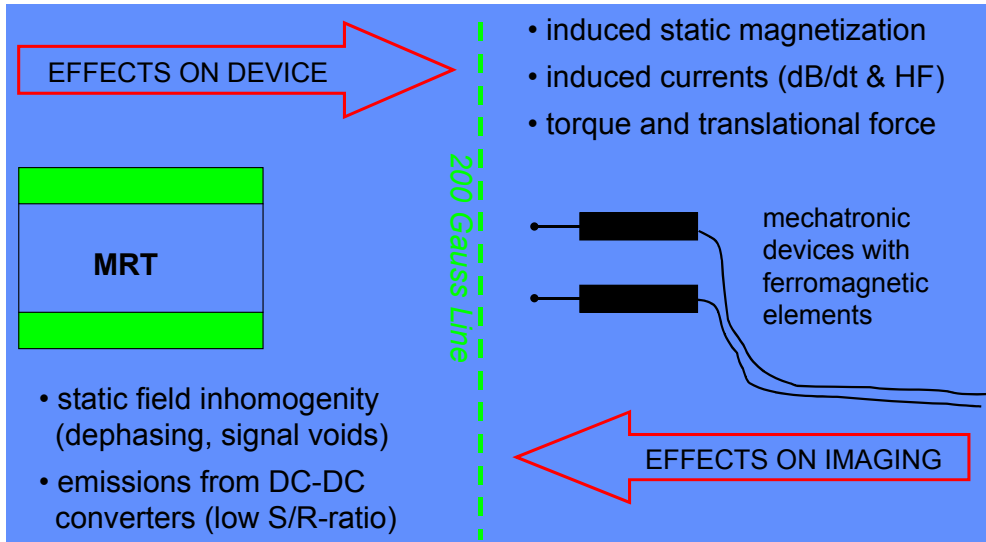 EFFECTS ON DEVICE
• induced static magnetization
• induced currents (dB/dt & HF)
• torque and translational force
200 Gauss Line
MRT
mechatronic
devices with
ferromagnetic
elements
• static field inhomogenity
(dephasing, signal voids)
• emissions from DC-DC
converters (low S/R-ratio)
EFFECTS ON IMAGING